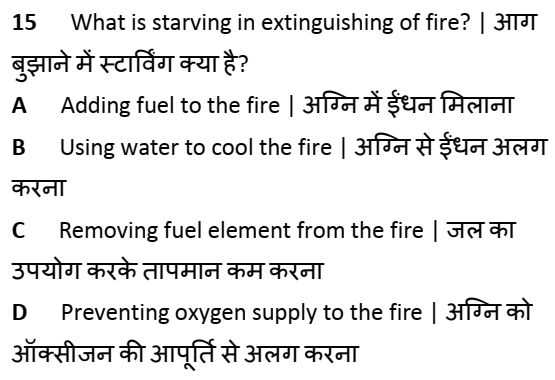 15 What is starving in extinguishing of fire? | आग
बुझाने में स्टार्विंग क्या है?
A Adding fuel to the fire | अग्नि में ईंधन मिलाना
B Using water to cool the fire | अग्नि से ईंधन अलग
करना
C Removing fuel element from the fire | जल का
उपयोग करके तापमान कम करना
D Preventing oxygen supply to the fire | अग्नि को
ऑक्सीजन की आपूर्ति से अलग करना